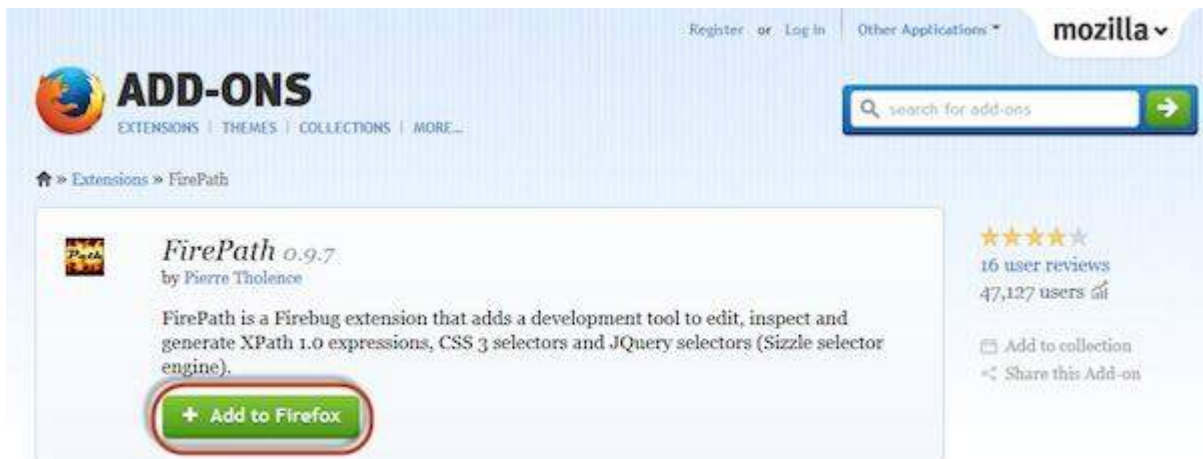 Register or Log in Other Applications mozilla
ADD-ONS
EXTENSIONS | THEMES | COLLECTIONS | MORE...
search for add-ons
» Extensions » FirePath
Path
FirePath 0.9.7
by Pierre Tholence
FirePath is a Firebug extension that adds a development tool to edit, inspect and
generate XPath 1.0 expressions, CSS 3 selectors and JQuery selectors (Sizzle selector
engine).
+ Add to Firefox
16 user reviews
47,127 users
Add to collection
Share this Add-on